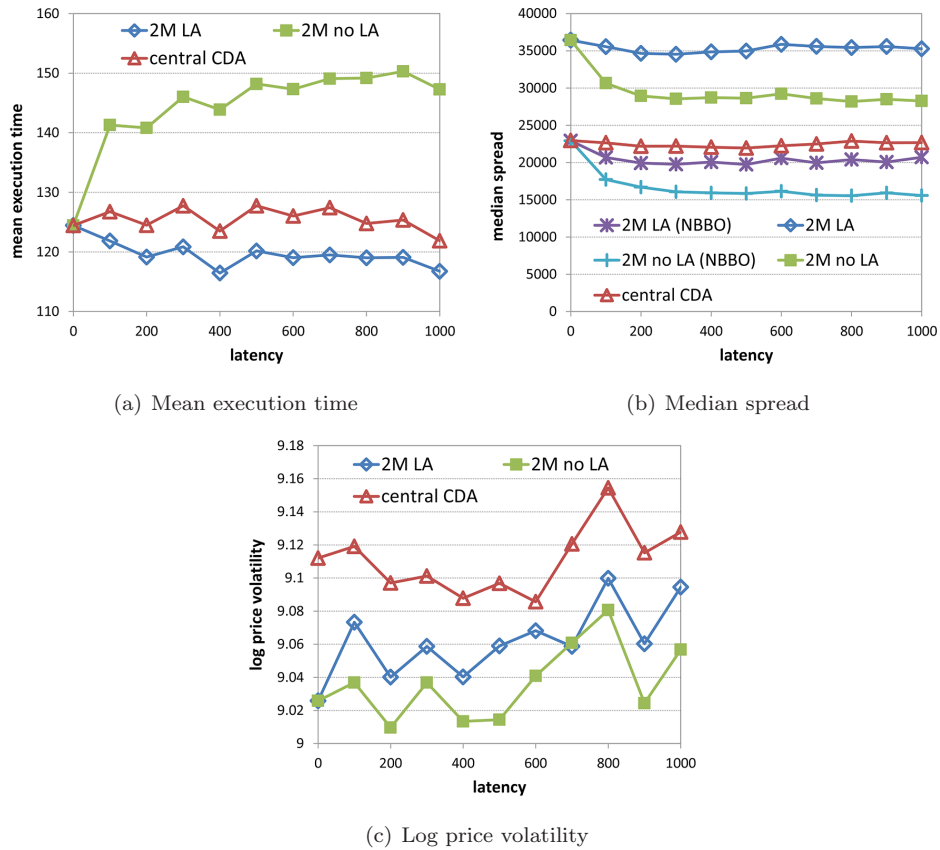 160
150
140
130
120
110
mean execution time
2M LA
2M no LA
central CDA
0 200 400 600 800 1000
latency
(a) Mean execution time
40000
35000
30000
25000
20000
15000
10000
5000
0
median spread
2M LA (NBBO)
2M LA
2M no LA (NBBO)
2M no LA
central CDA
0 200 400 600 800 1000
latency
(b) Median spread
9.18
9.16
9.14
9.12
9.1
9.08
9.06
9.04
9.02
9
log price volatility
2M LA
2M no LA
central CDA
0 200 400 600 800 1000
latency
(c) Log price volatility